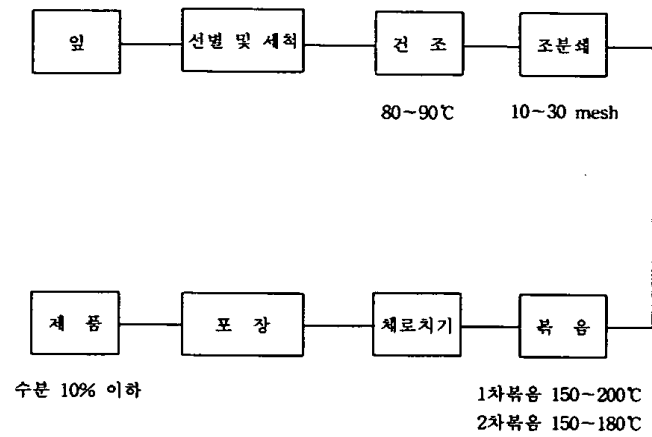 잎
선별 및 세척
건 조
조분쇄
80~90℃
10~30 mesh
제 품
포 장
체로치기
볶 음
수분 10% 이하
1차볶음 150~200℃
2차볶음 150~180℃